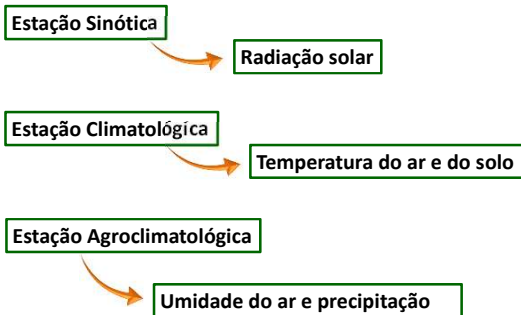 Estação Sinótica
Radiação solar
Estação Climatológica
Temperatura do ar e do solo
Estação Agroclimatológica
Umidade do ar e precipitação